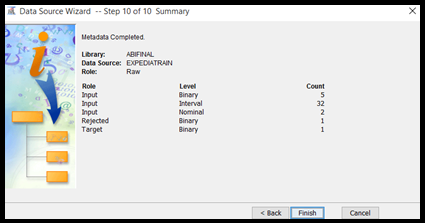 Data Source Wizard -- Step 10 of 10 Summary
Metadata Completed.
Library: ABIFINAL
Data Source: EXPEDIATRAIN
Role: Raw
Role Level Count
Input Binary 5
Input Interval 32
Input Nominal 2
Rejected Binary 1
Target Binary 1
< Back Finish Cancel